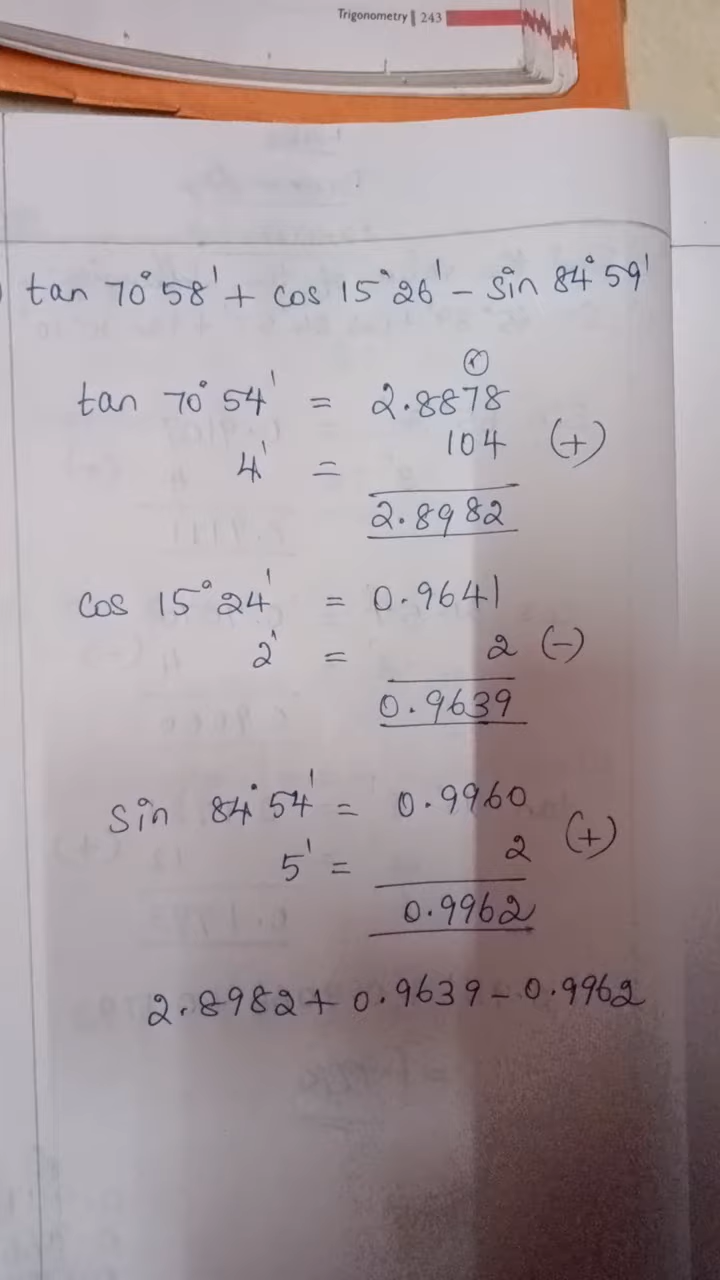 Trigonometry | 243
tan 70°58' + cos 15°26' - sin 84°59'
tan 70°54' = 2.8878
4' = 104 (+)
2.8982
cos 15°24' = 0.9641
2' = 2 (-)
0.9639
sin 84°54' = 0.9960
5' = 2 (+)
0.9962
2.8982 + 0.9639 - 0.9962